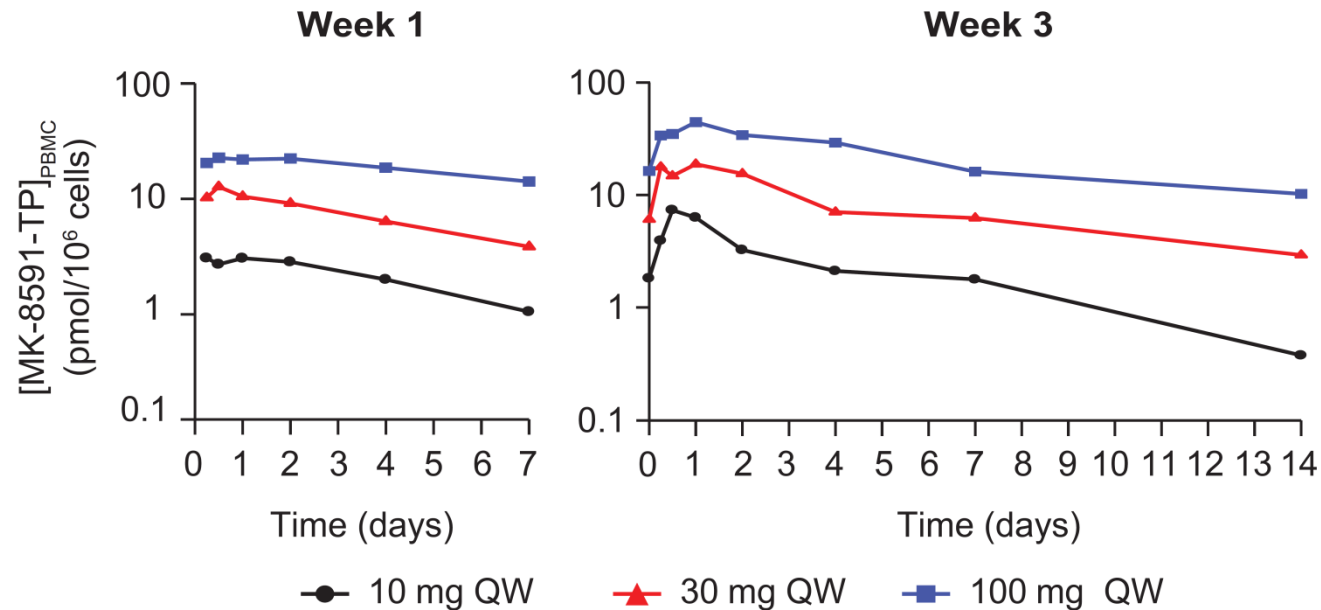 Week 1
Week 3
[MK-8591-TP]PBMC
(pmol/10⁶ cells)
100
10
1
0.1
0 1 2 3 4 5 6 7
Time (days)
100
10
1
0.1
0 1 2 3 4 5 6 7 8 9 10 11 12 13 14
Time (days)
10 mg QW 30 mg QW 100 mg QW